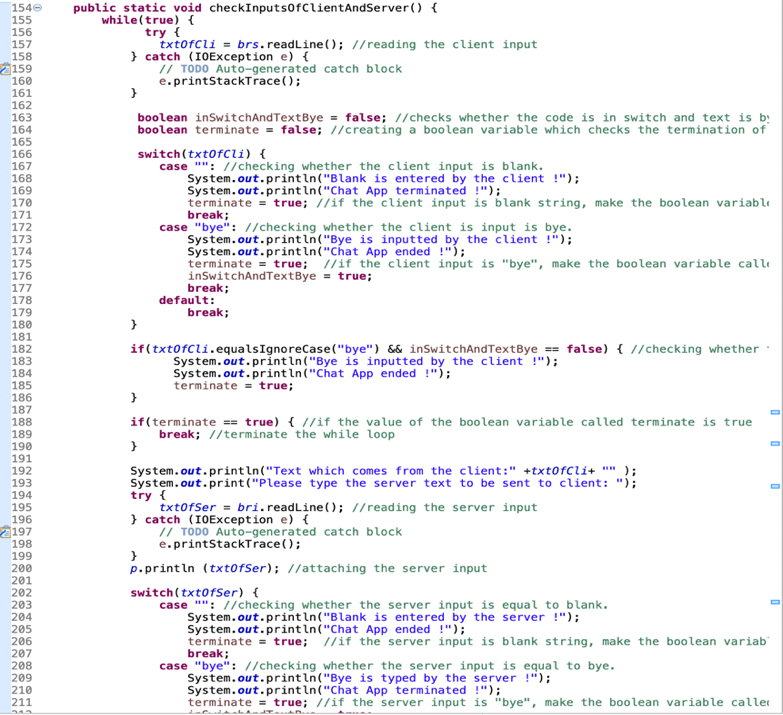 154 public static void checkInputsOfClientAndServer() {
155 while(true) {
156 try {
157 txtOfCli = brs.readLine(); //reading the client input
158 } catch (IOException e) {
159 // TODO Auto-generated catch block
160 e.printStackTrace();
161 }
162
163 boolean inSwitchAndTextBye = false; //checks whether the code is in switch and text is by
164 boolean terminate = false; //creating a boolean variable which checks the termination of
165
166 switch(txtOfCli) {
167 case "": //checking whether the client input is blank.
168 System.out.println("Blank is entered by the client !");
169 System.out.println("Chat App terminated !");
170 terminate = true; //if the client input is blank string, make the boolean variable
171 break;
172 case "bye": //checking whether the client is input is bye.
173 System.out.println("Bye is inputted by the client !");
174 System.out.println("Chat App ended !");
175 terminate = true; //if the client input is "bye", make the boolean variable calle
176 inSwitchAndTextBye = true;
177 break;
178 default:
179 break;
180 }
181
182 if(txtOfCli.equalsIgnoreCase("bye") && inSwitchAndTextBye == false) { //checking whether
183 System.out.println("Bye is inputted by the client !");
184 System.out.println("Chat App ended !");
185 terminate = true;
186 }
187
188 if(terminate == true) { //if the value of the boolean variable called terminate is true
189 break; //terminate the while loop
190 }
191
192 System.out.println("Text which comes from the client:" +txtOfCli+ "" );
193 System.out.print("Please type the server text to be sent to client: ");
194 try {
195 txtOfSer = bri.readLine(); //reading the server input
196 } catch (IOException e) {
197 // TODO Auto-generated catch block
198 e.printStackTrace();
199 }
200 p.println (txtOfSer); //attaching the server input
201
202 switch(txtOfSer) {
203 case "": //checking whether the server input is equal to blank.
204 System.out.println("Blank is entered by the server !");
205 System.out.println("Chat App ended !");
206 terminate = true; //if the server input is blank string, make the boolean variab
207 break;
208 case "bye": //checking whether the server input is equal to bye.
209 System.out.println("Bye is typed by the server !");
210 System.out.println("Chat App terminated !");
211 terminate = true; //if the server input is "bye", make the boolean variable called